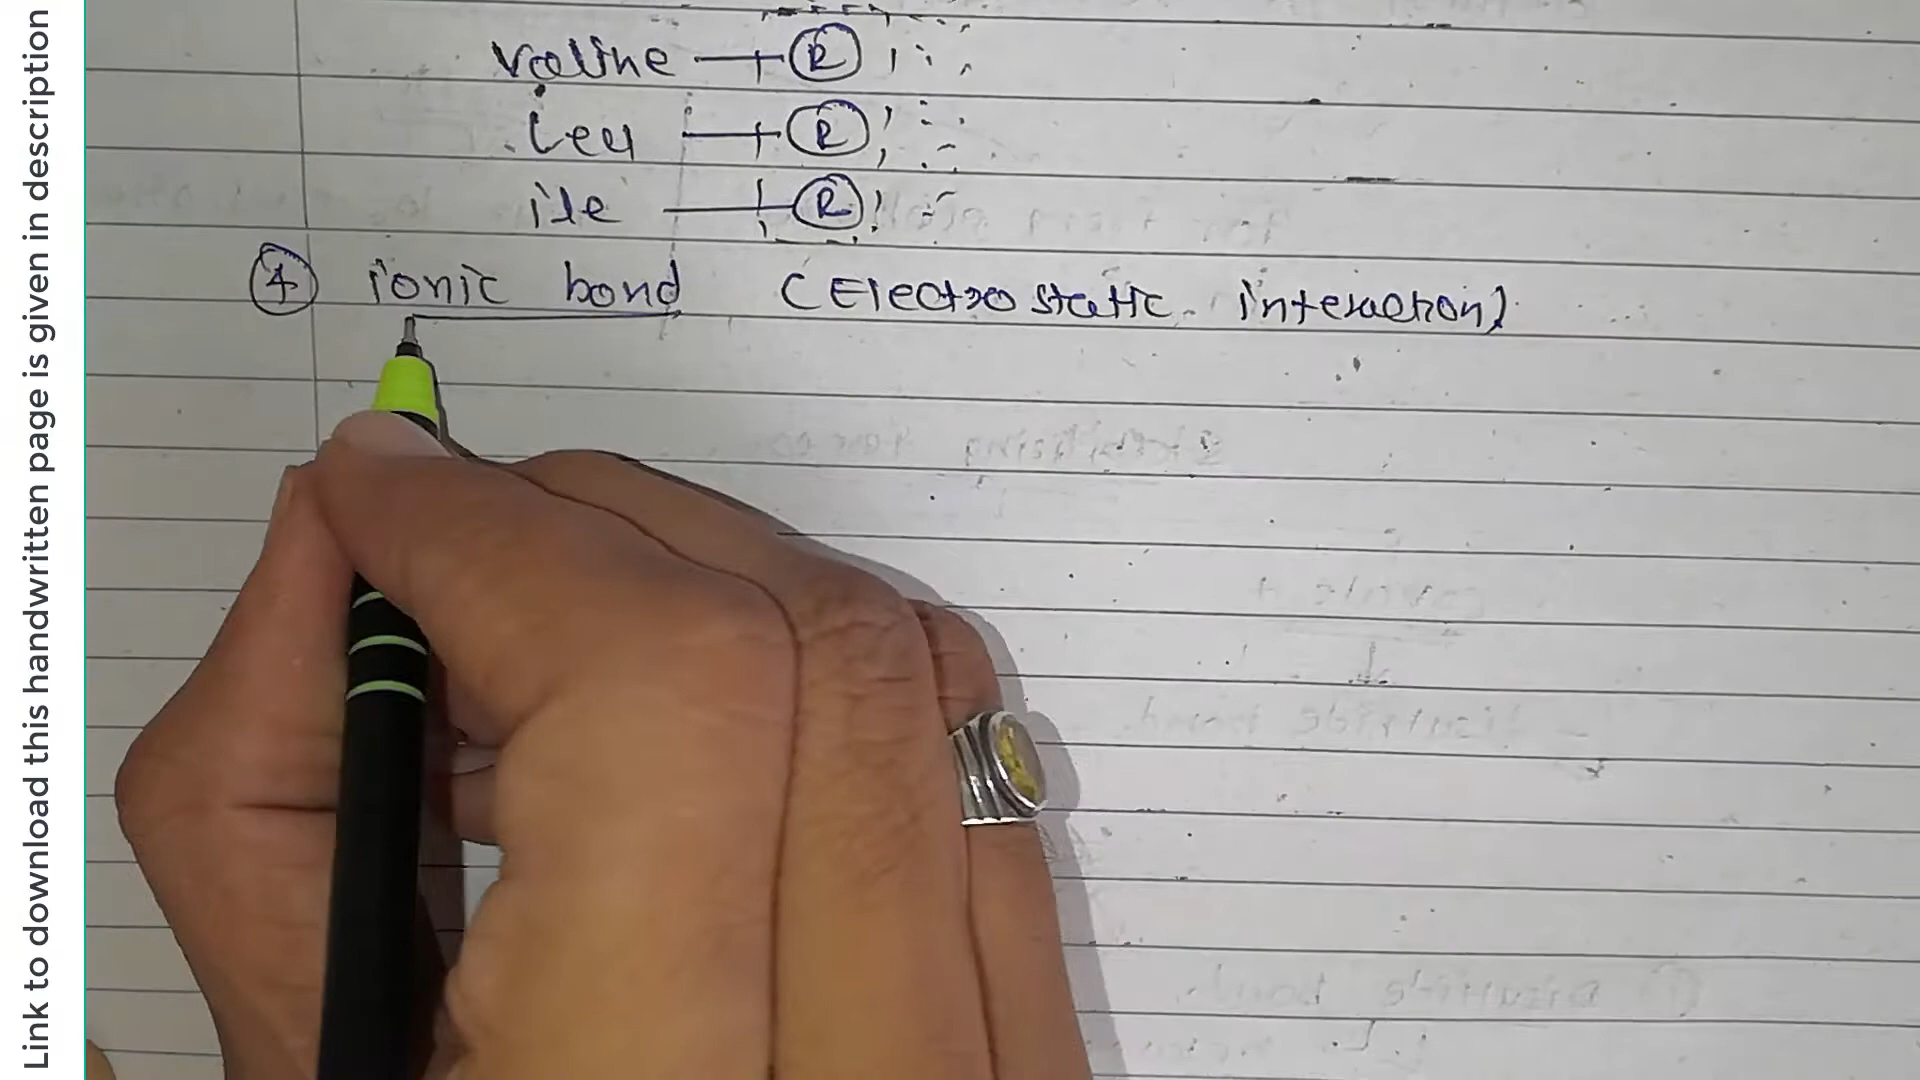 Link to download this handwritten page is given in description
valine R
leu R
ile R
4 ionic bond (Electrostatic interaction)